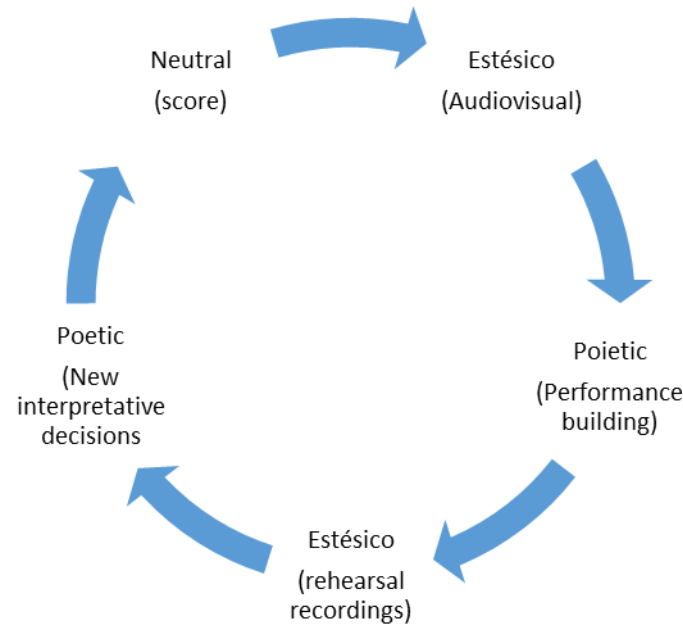 Neutral
(score)
Estésico
(Audiovisual)
Poietic
(Performance
building)
Estésico
(rehearsal
recordings)
Poetic
(New
interpretative
decisions